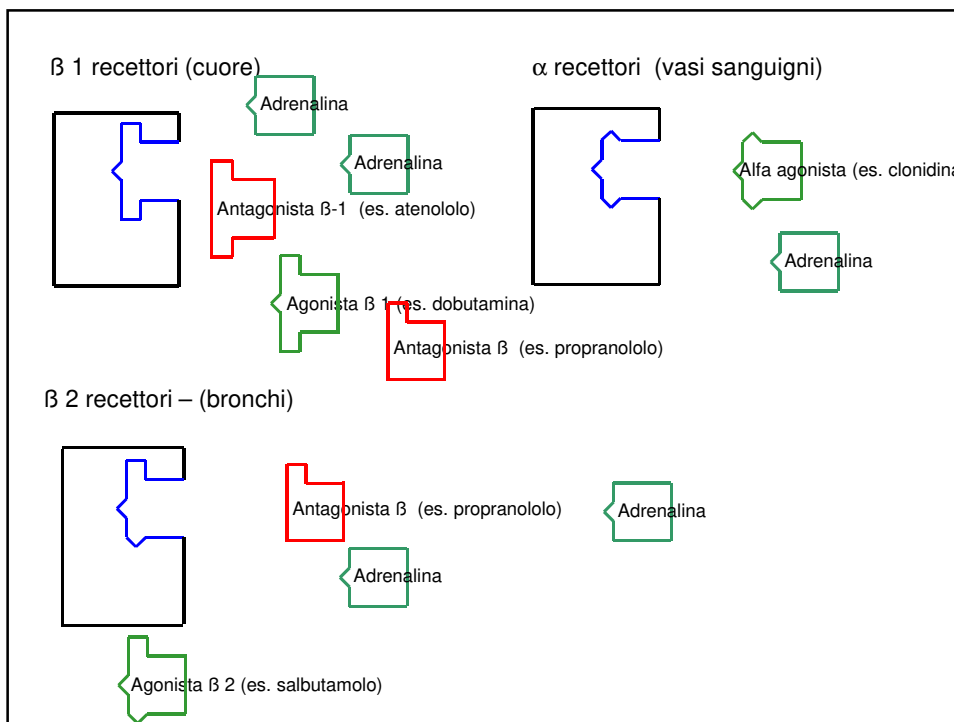 ß 1 recettori (cuore)
α recettori (vasi sanguigni)
Adrenalina
Adrenalina
Alfa agonista (es. clonidina
Antagonista ß-1 (es. atenololo)
Adrenalina
Agonista ß 1 (es. dobutamina)
Antagonista ß (es. propranololo)
ß 2 recettori – (bronchi)
Antagonista ß (es. propranololo)
Adrenalina
Adrenalina
Agonista ß 2 (es. salbutamolo)